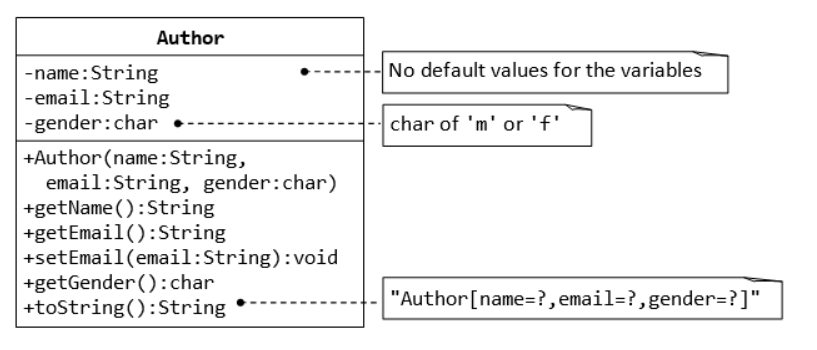 Author
-name:String
No default values for the variables
-email:String
-gender:char
char of 'm' or 'f'
+Author(name:String,
email:String, gender:char)
+getName():String
+getEmail():String
+setEmail(email:String):void
+getGender():char
+toString():String
"Author[name=?,email=?,gender=?]"